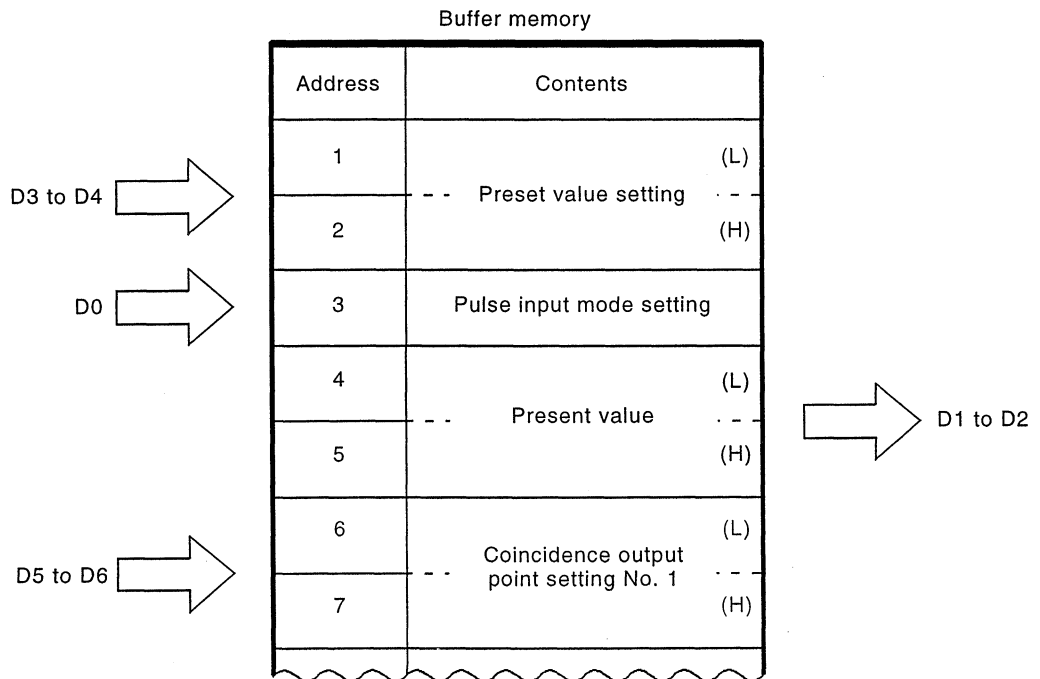 Buffer memory
Address Contents
1 (L)
D3 to D4 Preset value setting
2 (H)
D0 3 Pulse input mode setting
4 (L)
Present value D1 to D2
5 (H)
6 (L)
Coincidence output
D5 to D6 point setting No. 1
7 (H)